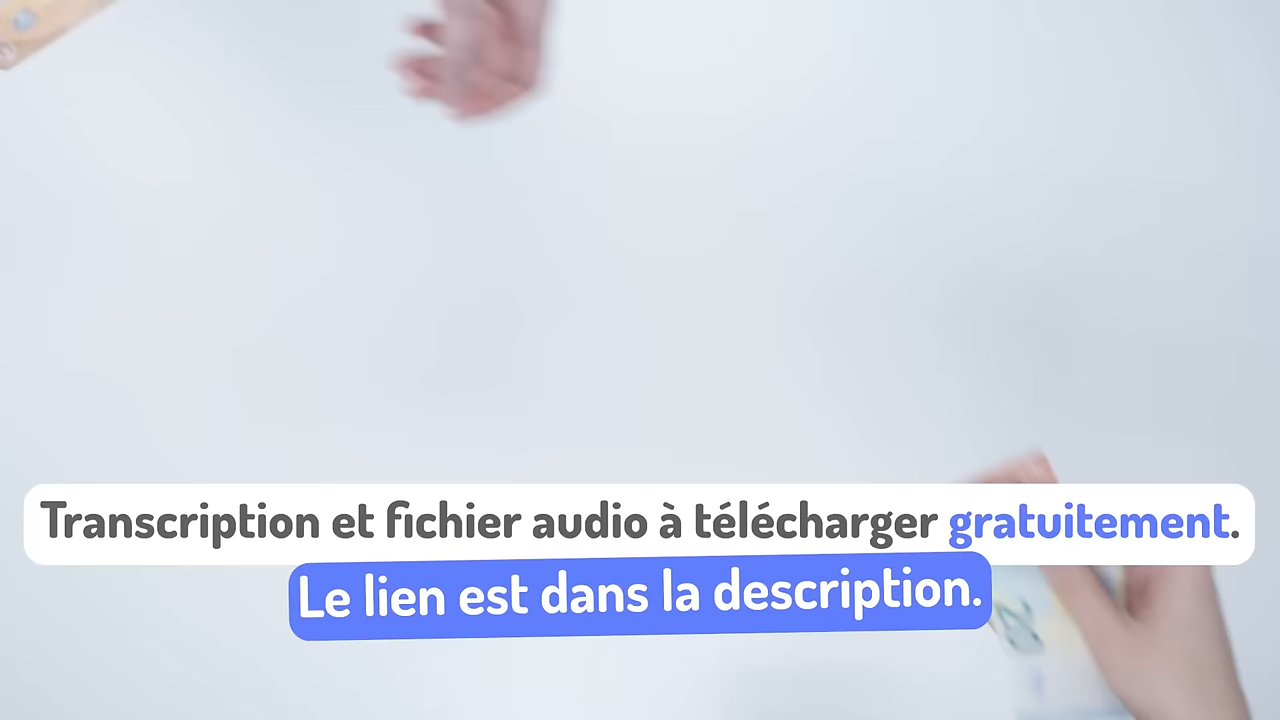 Transcription et fichier audio à télécharger gratuitement.
Le lien est dans la description.